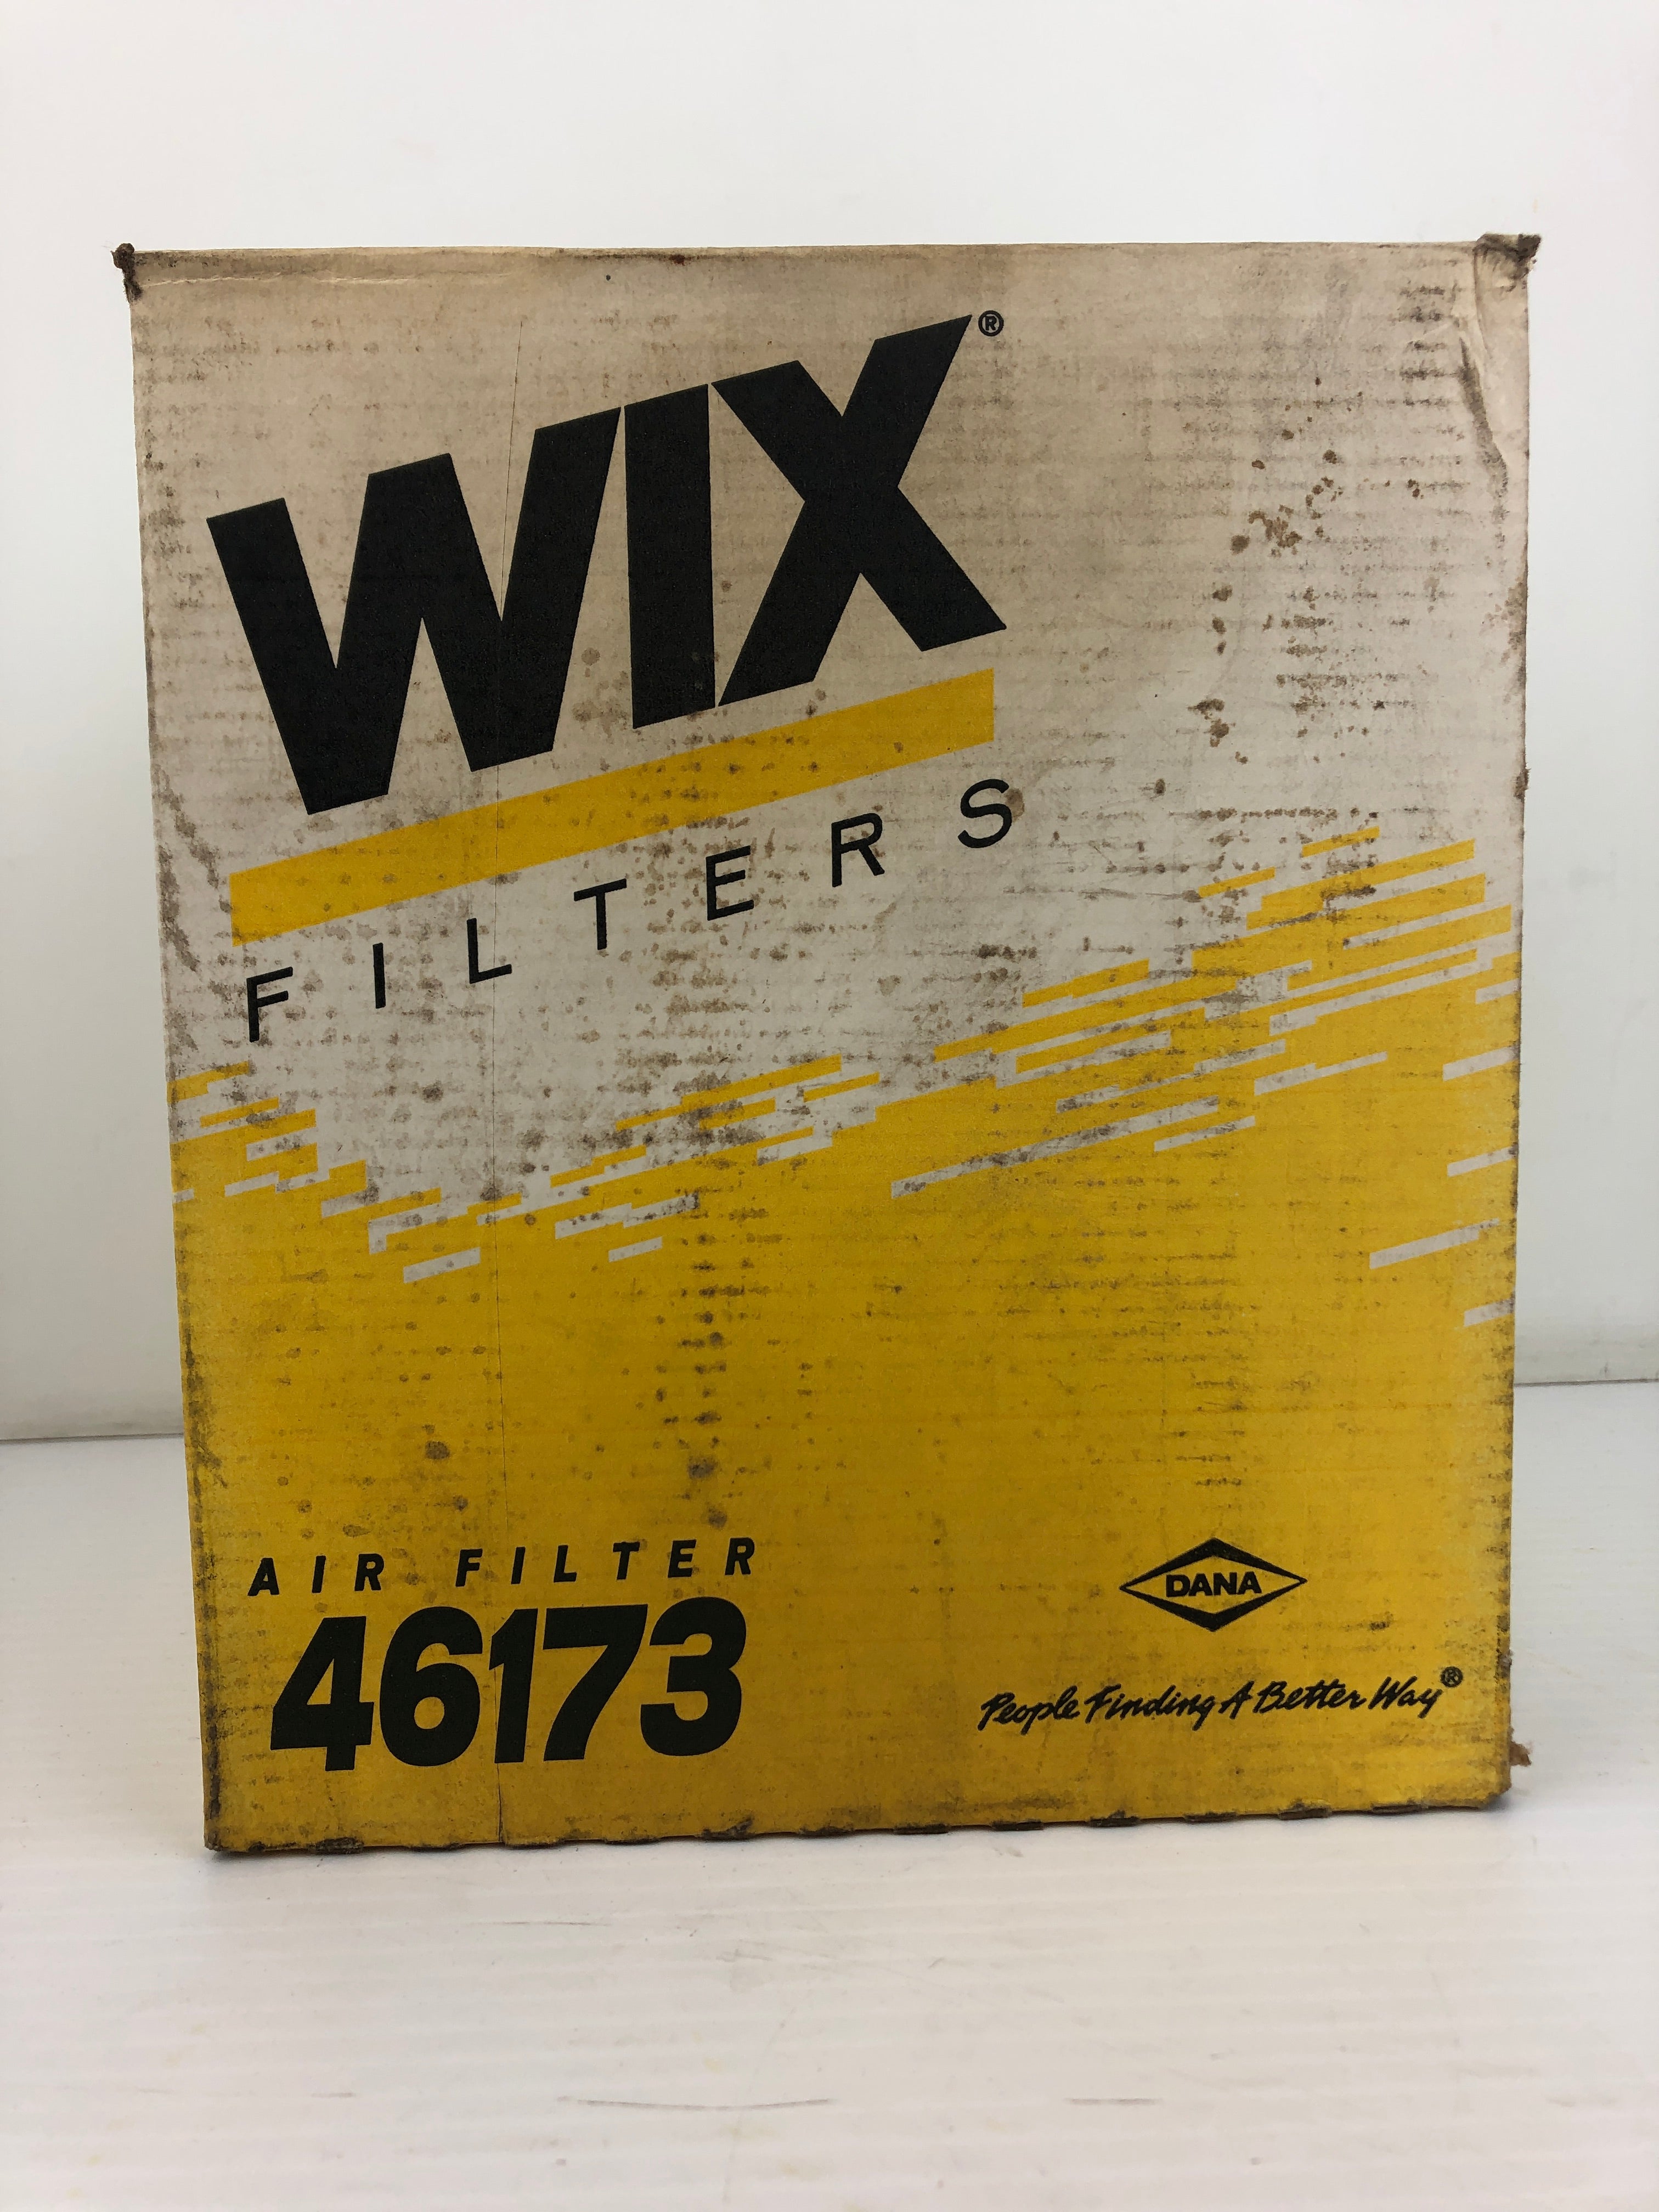 WIX®
FILTERS
AIR FILTER
46173
DANA
People Finding A Better Way®